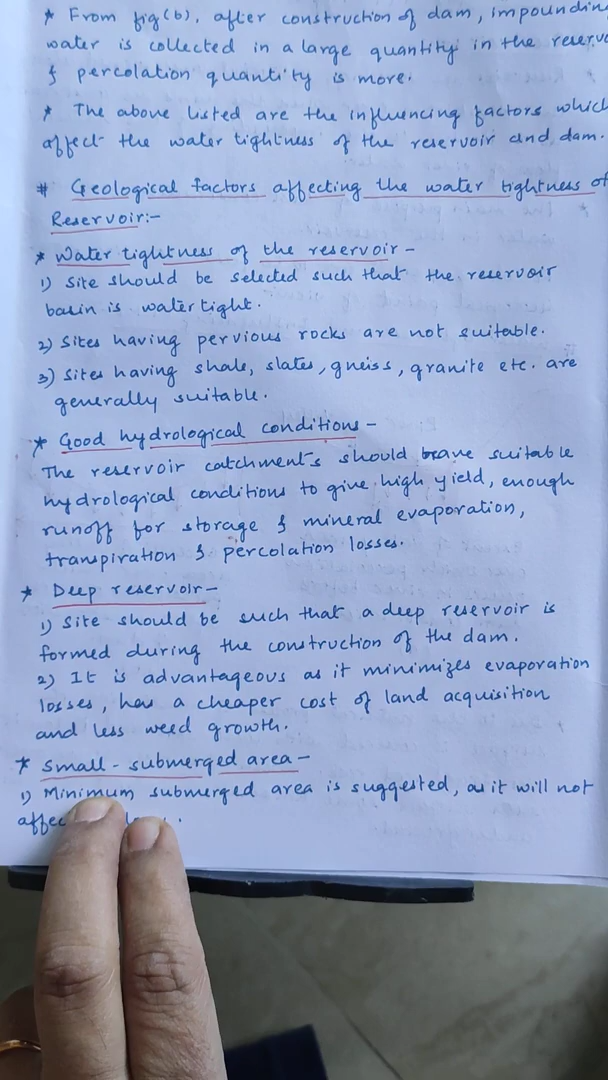 * From fig(b), after construction of dam, impoundin
water is collected in a large quantity in the reservo
& percolation quantity is more.
* The above listed are the influencing factors which
affect the water tightness of the reservoir and dam.
# Geological factors affecting the water tightness of
Reservoir:-
* Water tightness of the reservoir -
1) Site should be selected such that the reservoir
basin is watertight.
2) Sites having pervious rocks are not suitable.
3) Sites having shale, slates, gneiss, granite etc. are
generally suitable.
* Good hydrological conditions -
The reservoir catchments should have suitable
hydrological conditions to give high yield, enough
runoff for storage & mineral evaporation,
transpiration & percolation losses.
* Deep reservoir -
1) Site should be such that a deep reservoir is
formed during the construction of the dam.
2) It is advantageous as it minimizes evaporation
losses, has a cheaper cost of land acquisition
and less weed growth.
* Small - submerged area -
1) Minimum submerged area is suggested, as it will not
affec